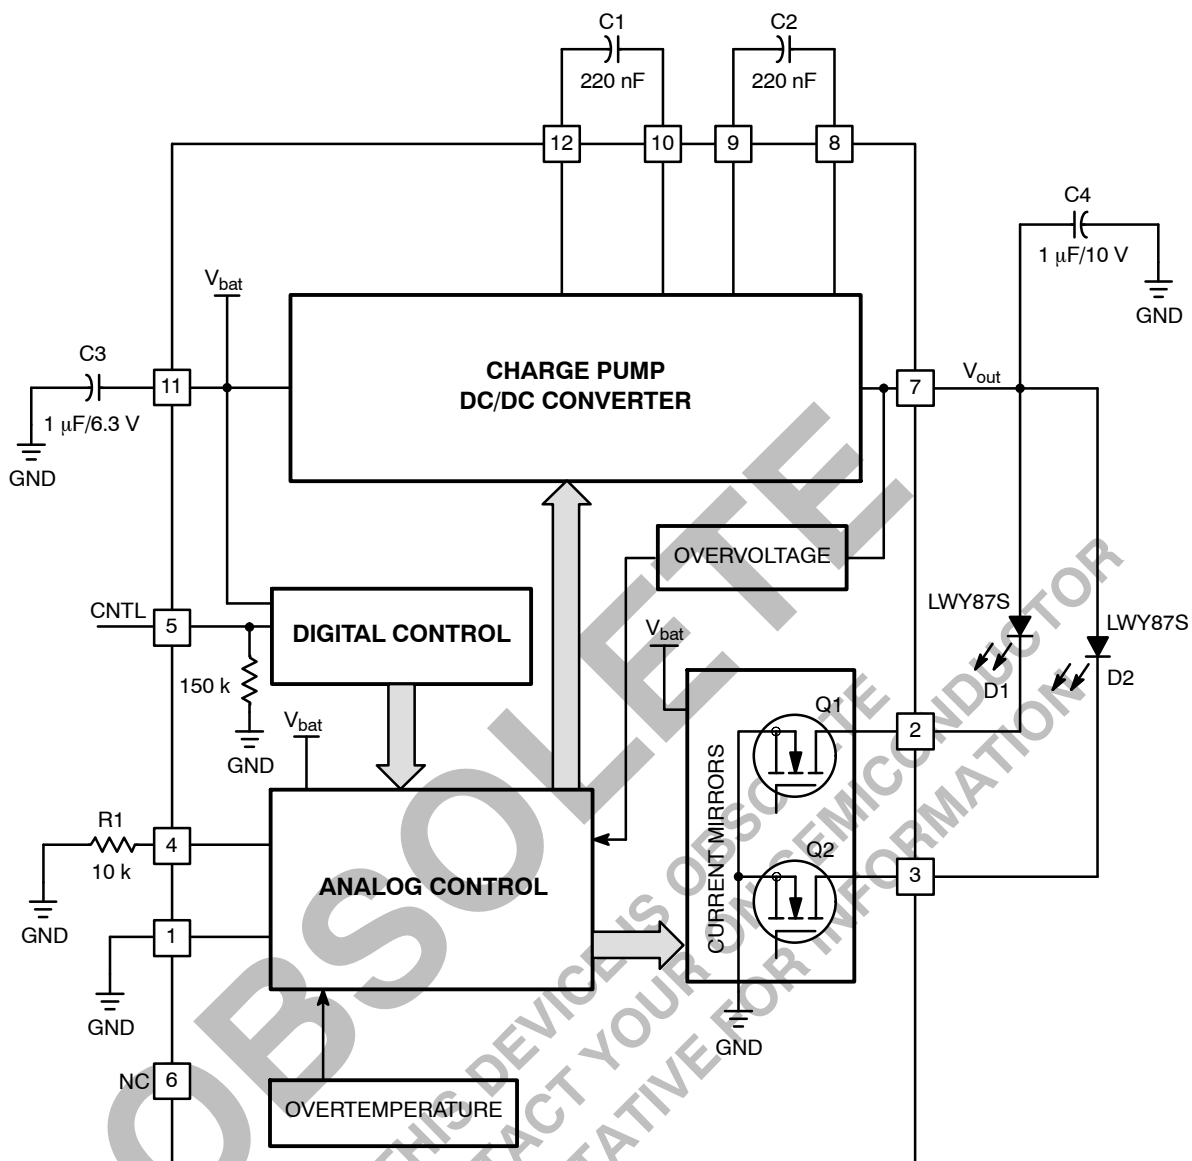 C1
C2
220 nF
220 nF
12
10
9
8
C4
1 µF/10 V
GND
Vbat
C3
11
1 µF/6.3 V
GND
CHARGE PUMP
DC/DC CONVERTER
7
Vout
OVERVOLTAGE
CNTL
5
DIGITAL CONTROL
150 k
GND
Vbat
Vbat
LWY87S
D1
LWY87S
D2
Q1
2
CURRENT MIRRORS
Q2
3
GND
R1
4
10 k
GND
ANALOG CONTROL
1
GND
NC
6
OVERTEMPERATURE
OBSOLETE
THIS DEVICE IS OBSOLETE
CONTACT YOUR ON SEMICONDUCTOR
TATIVE FOR INFORMATION